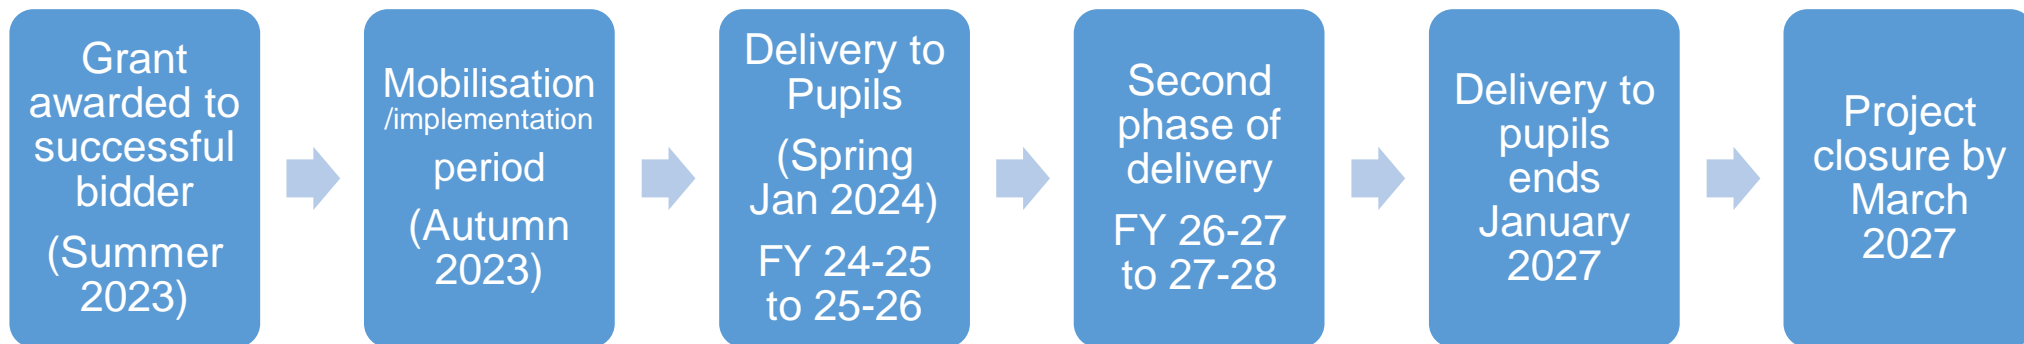 Grant
awarded to
successful
bidder
(Summer
2023)
Mobilisation
/implementation
period
(Autumn
2023)
Delivery to
Pupils
(Spring
Jan 2024)
FY 24-25
to 25-26
Second
phase of
delivery
FY 26-27
to 27-28
Delivery to
pupils
ends
January
2027
Project
closure by
March
2027